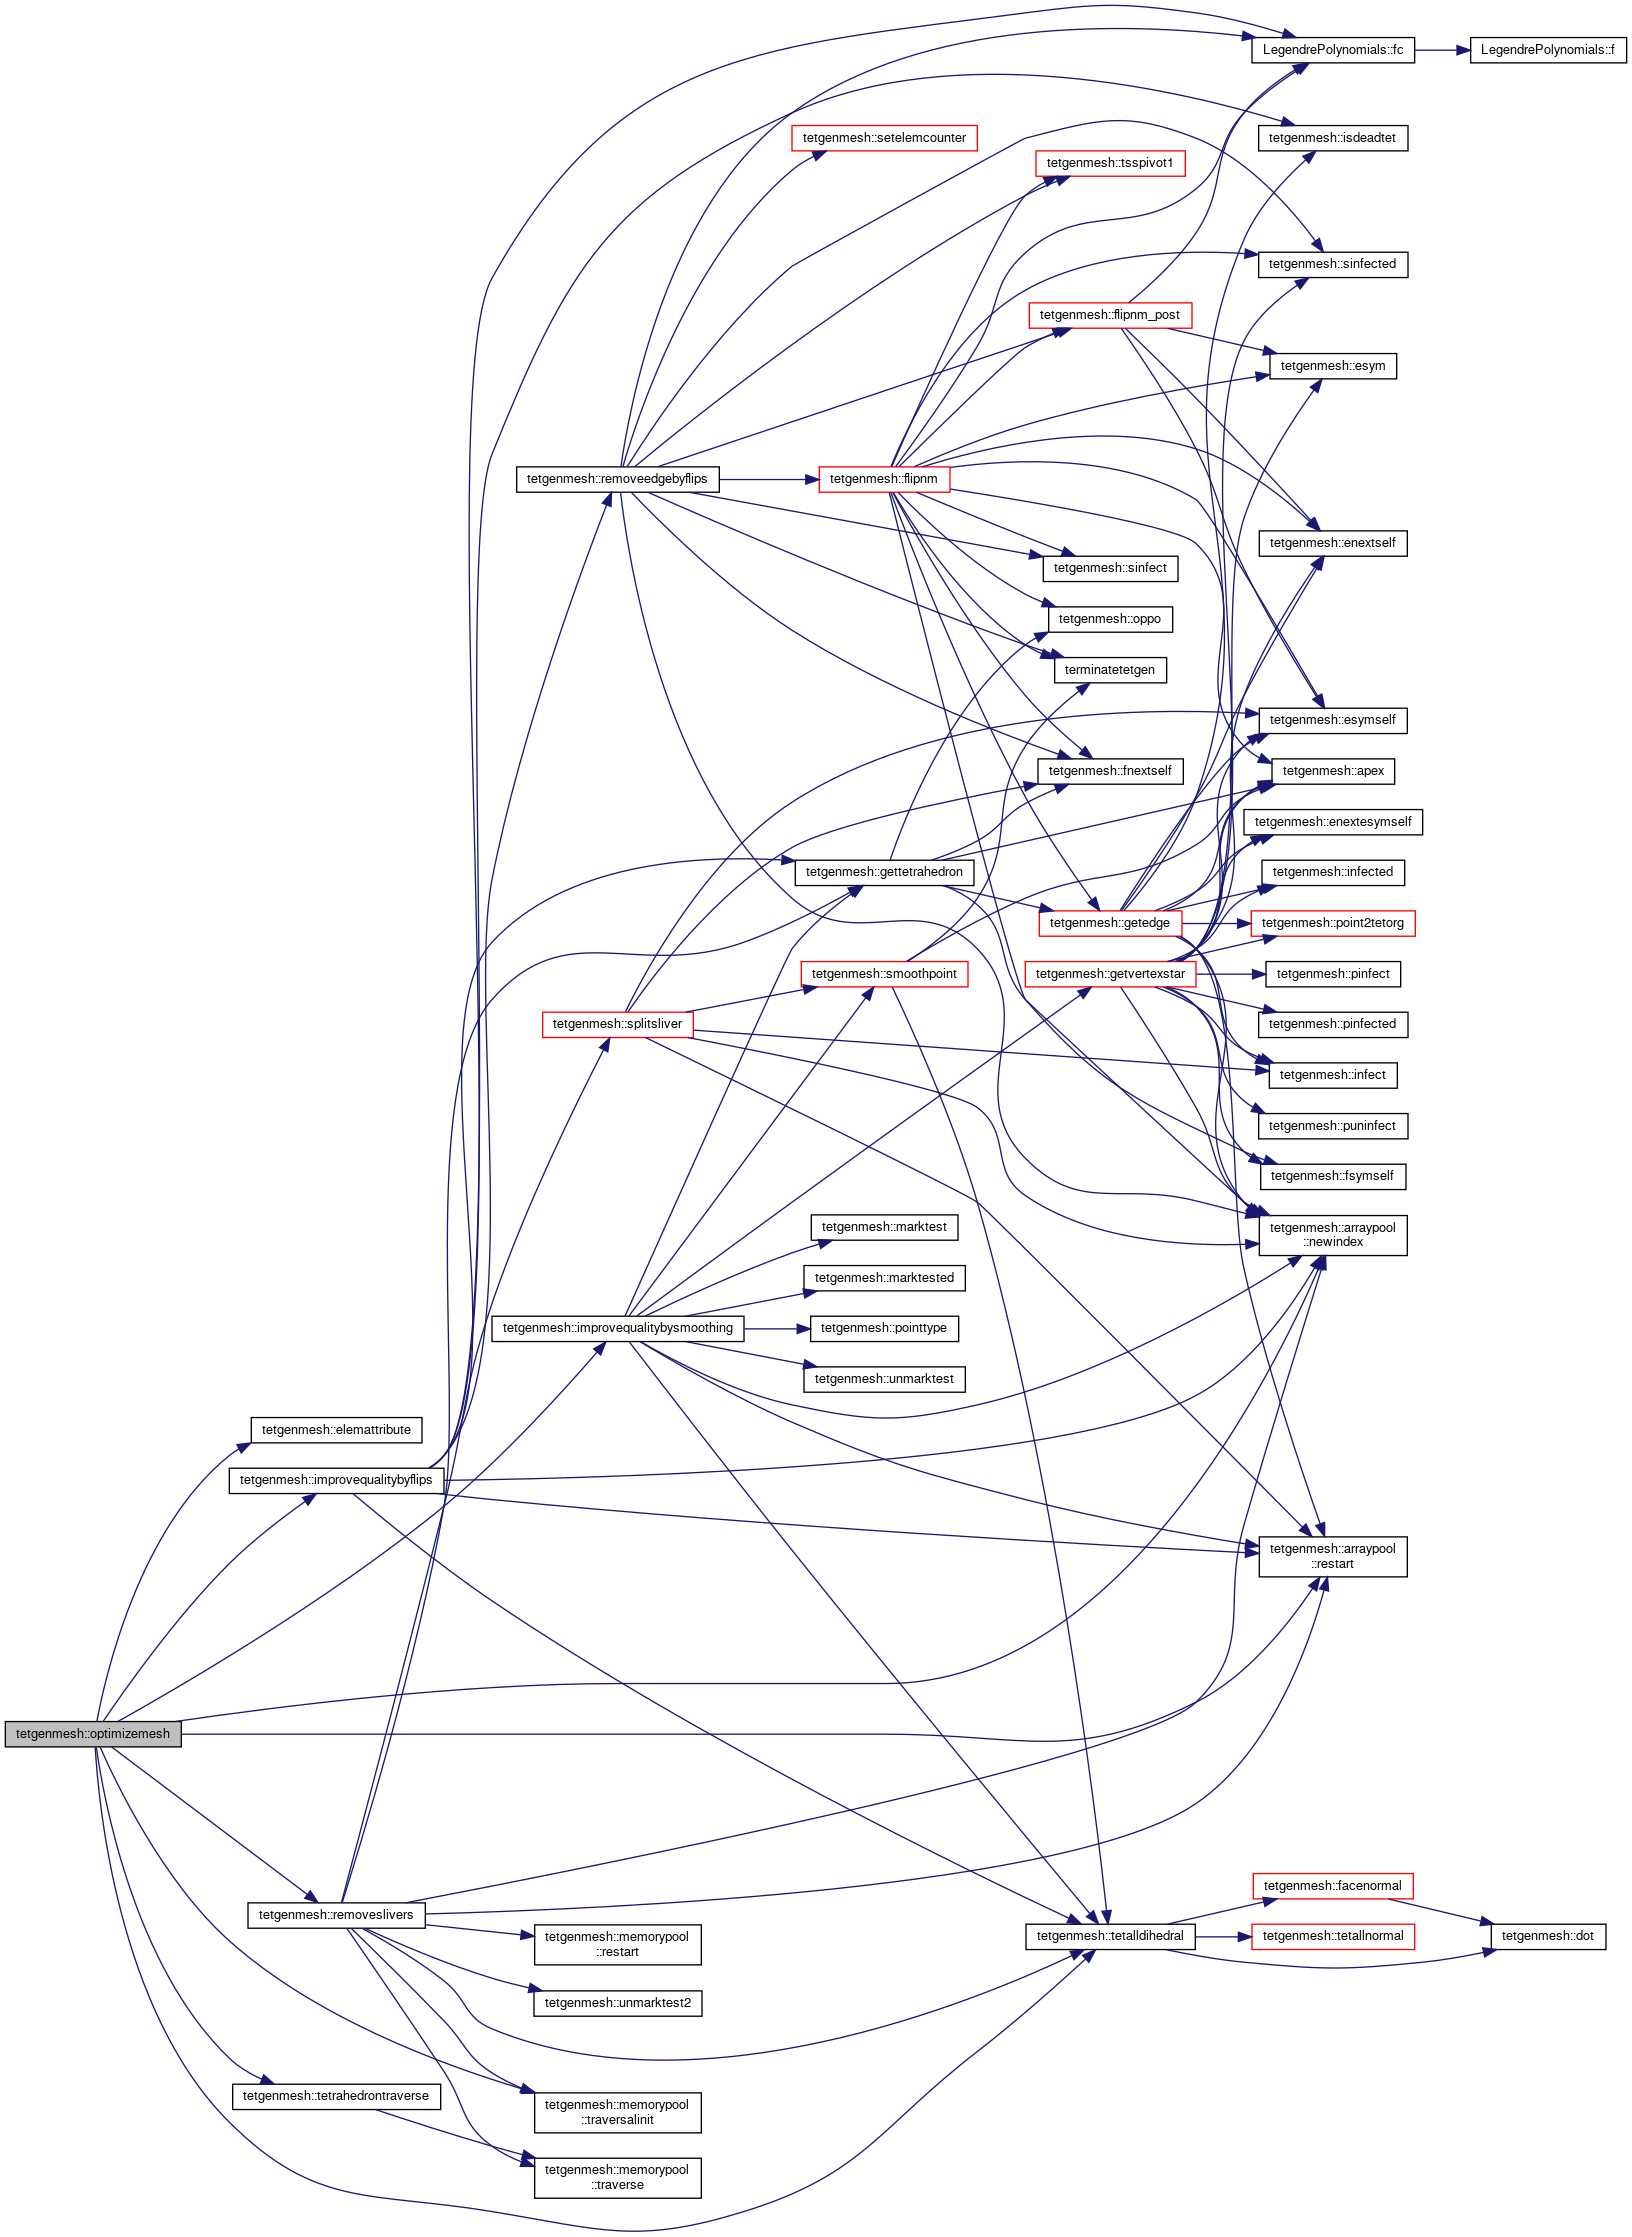 LegendrePolynomials::fc
LegendrePolynomials::f
tetgenmesh::setelemcounter
tetgenmesh::isdeadtet
tetgenmesh::tsspivot1
tetgenmesh::sinfected
tetgenmesh::flipnm_post
tetgenmesh::esym
tetgenmesh::removeedgebyflips
tetgenmesh::flipnm
tetgenmesh::enextself
tetgenmesh::sinfect
tetgenmesh::oppo
terminatetetgen
tetgenmesh::esymself
tetgenmesh::fnextself
tetgenmesh::apex
tetgenmesh::enextesymself
tetgenmesh::gettetrahedron
tetgenmesh::infected
tetgenmesh::getedge
tetgenmesh::point2tetorg
tetgenmesh::smoothpoint
tetgenmesh::getvertexstar
tetgenmesh::pinfect
tetgenmesh::splitsliver
tetgenmesh::pinfected
tetgenmesh::infect
tetgenmesh::puninfect
tetgenmesh::fsymself
tetgenmesh::marktest
tetgenmesh::arraypool
::newindex
tetgenmesh::marktested
tetgenmesh::improvequalitybysmoothing
tetgenmesh::pointtype
tetgenmesh::unmarktest
tetgenmesh::elemattribute
tetgenmesh::improvequalitybyflips
tetgenmesh::arraypool
::restart
tetgenmesh::optimizemesh
tetgenmesh::facenormal
tetgenmesh::removeslivers
tetgenmesh::memorypool
::restart
tetgenmesh::tetalldihedral
tetgenmesh::tetallnormal
tetgenmesh::dot
tetgenmesh::unmarktest2
tetgenmesh::tetrahedrontraverse
tetgenmesh::memorypool
::traversalinit
tetgenmesh::memorypool
::traverse